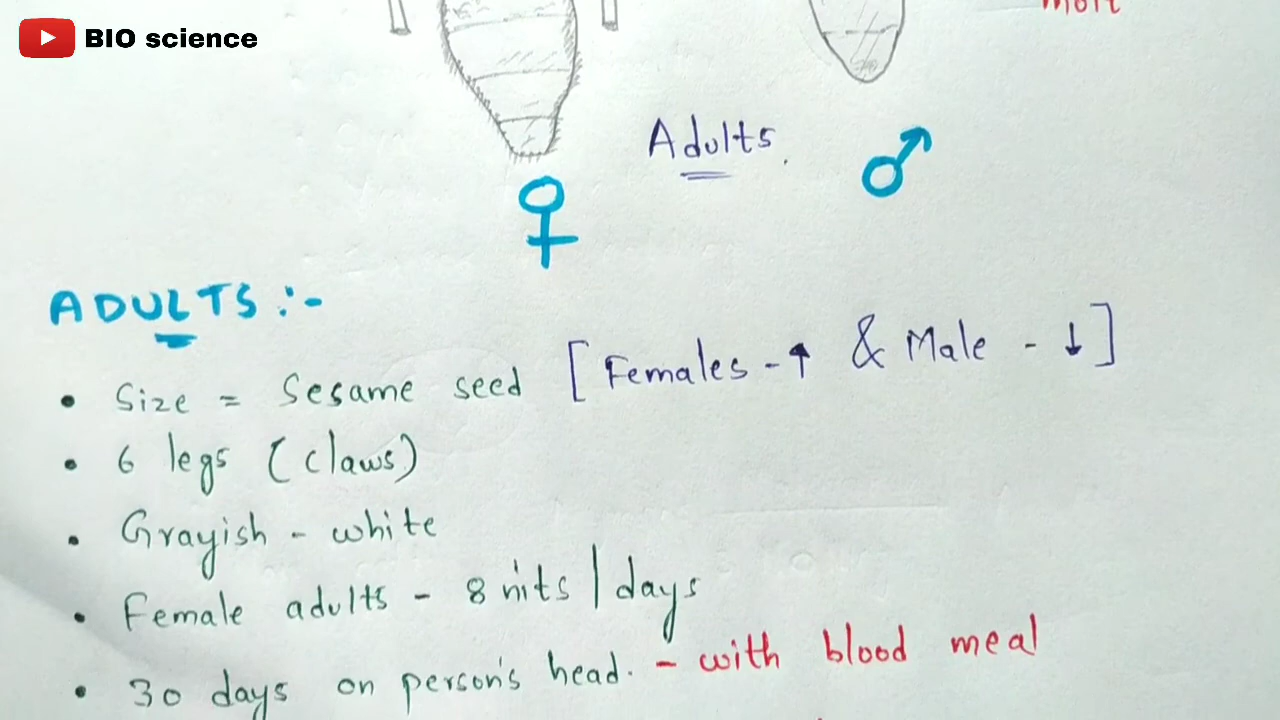 BIO science
molt
Adults.
♀ ♂
ADULTS :-
• Size = Sesame seed [Females - ↑ & Male - ↓]
• 6 legs (claws)
• Grayish - white
• Female adults - 8 nits / days
• 30 days on person's head. - with blood meal